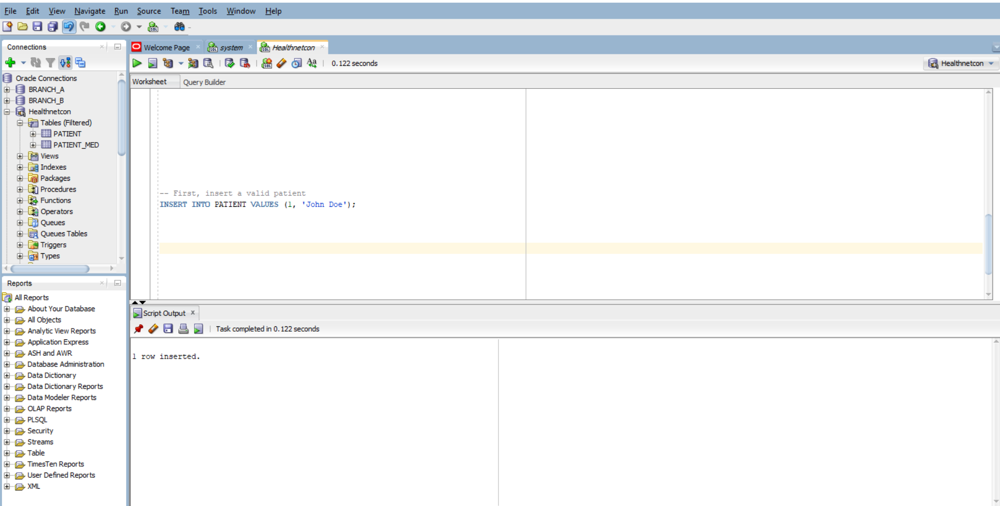 File Edit View Navigate Run Source Team Tools Window Help
Connections
Oracle Connections
BRANCH_A
BRANCH_B
Healthnetcon
Tables (Filtered)
PATIENT
PATIENT_MED
Views
Indexes
Packages
Procedures
Functions
Operators
Queues
Queues Tables
Triggers
Types
Reports
All Reports
About Your Database
All Objects
Analytic View Reports
Application Express
ASH and AWR
Database Administration
Data Dictionary
Data Dictionary Reports
Data Modeler Reports
OLAP Reports
PLSQL
Security
Streams
Table
TimesTen Reports
User Defined Reports
XML
Welcome Page system Healthnetcon
0.122 seconds
Healthnetcon
Worksheet Query Builder
-- First, insert a valid patient
INSERT INTO PATIENT VALUES (1, 'John Doe');
Script Output
Task completed in 0.122 seconds
1 row inserted.